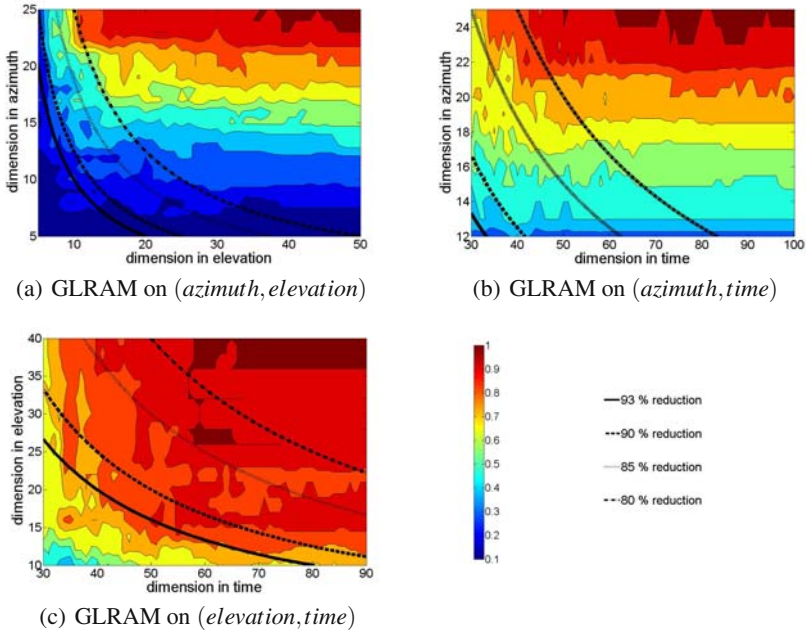 25
20
15
10
5
dimension in azimuth
10 20 30 40 50
dimension in elevation
(a) GLRAM on (azimuth,elevation)
24
22
20
18
16
14
12
dimension in azimuth
30 40 50 60 70 80 90 100
dimension in time
(b) GLRAM on (azimuth,time)
40
35
30
25
20
15
10
dimension in elevation
30 40 50 60 70 80 90
dimension in time
(c) GLRAM on (elevation,time)
1
0.9
0.8
0.7
0.6
0.5
0.4
0.3
0.2
0.1
93 % reduction
90 % reduction
85 % reduction
80 % reduction